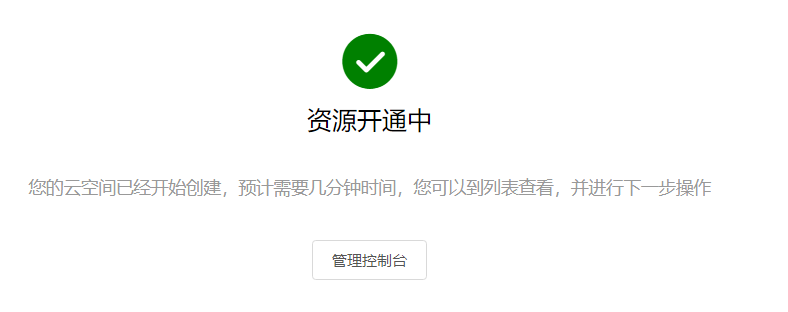 资源开通中
您的云空间已经开始创建，预计需要几分钟时间，您可以到列表查看，并进行下一步操作
管理控制台